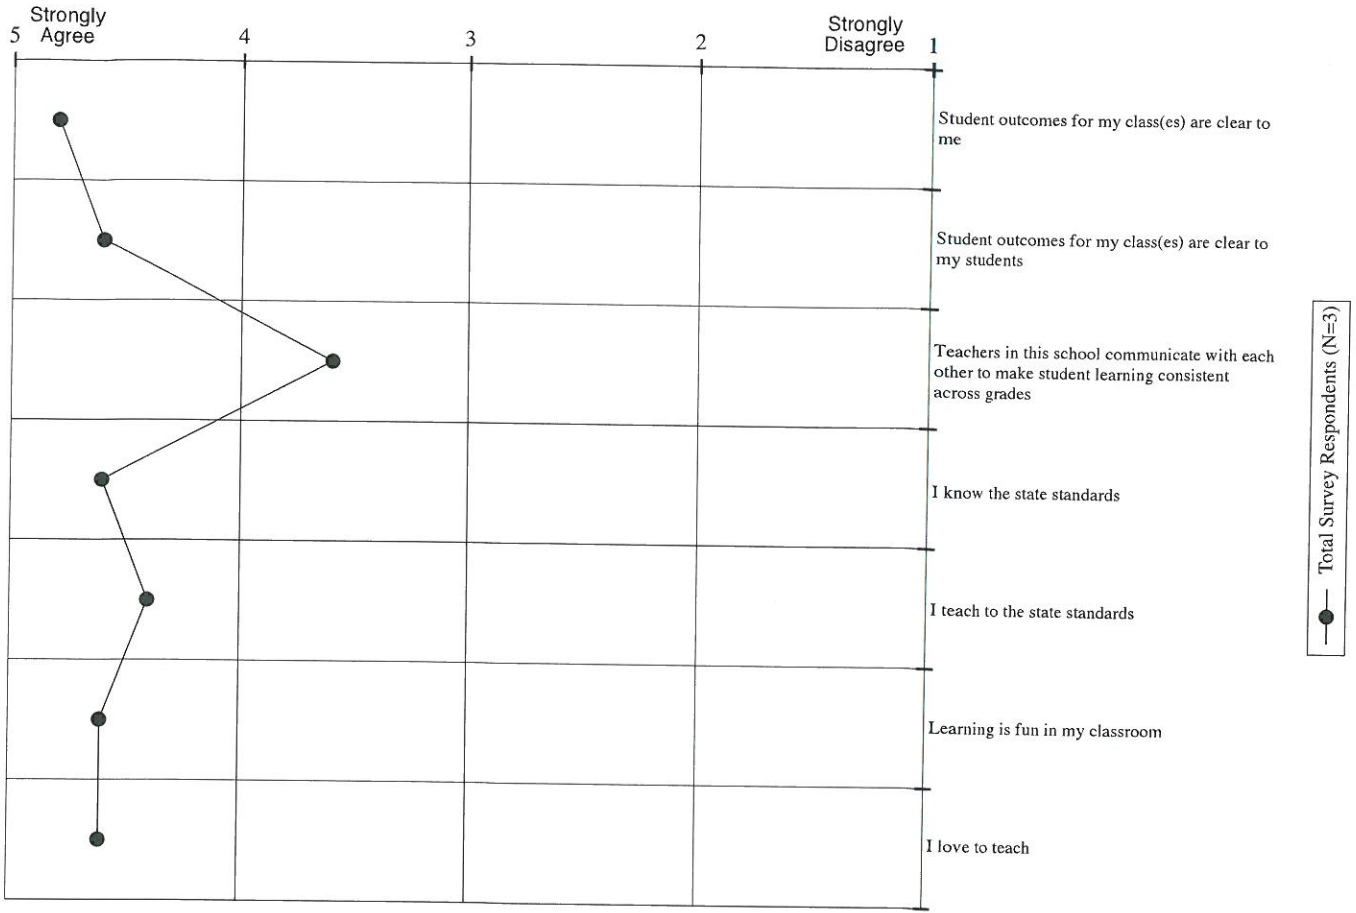 Strongly
Agree
Strongly
Disagree
5
4
3
2
1
Student outcomes for my class(es) are clear to
me
Student outcomes for my class(es) are clear to
my students
Teachers in this school communicate with each
other to make student learning consistent
across grades
I know the state standards
I teach to the state standards
Learning is fun in my classroom
I love to teach
Total Survey Respondents (N=3)